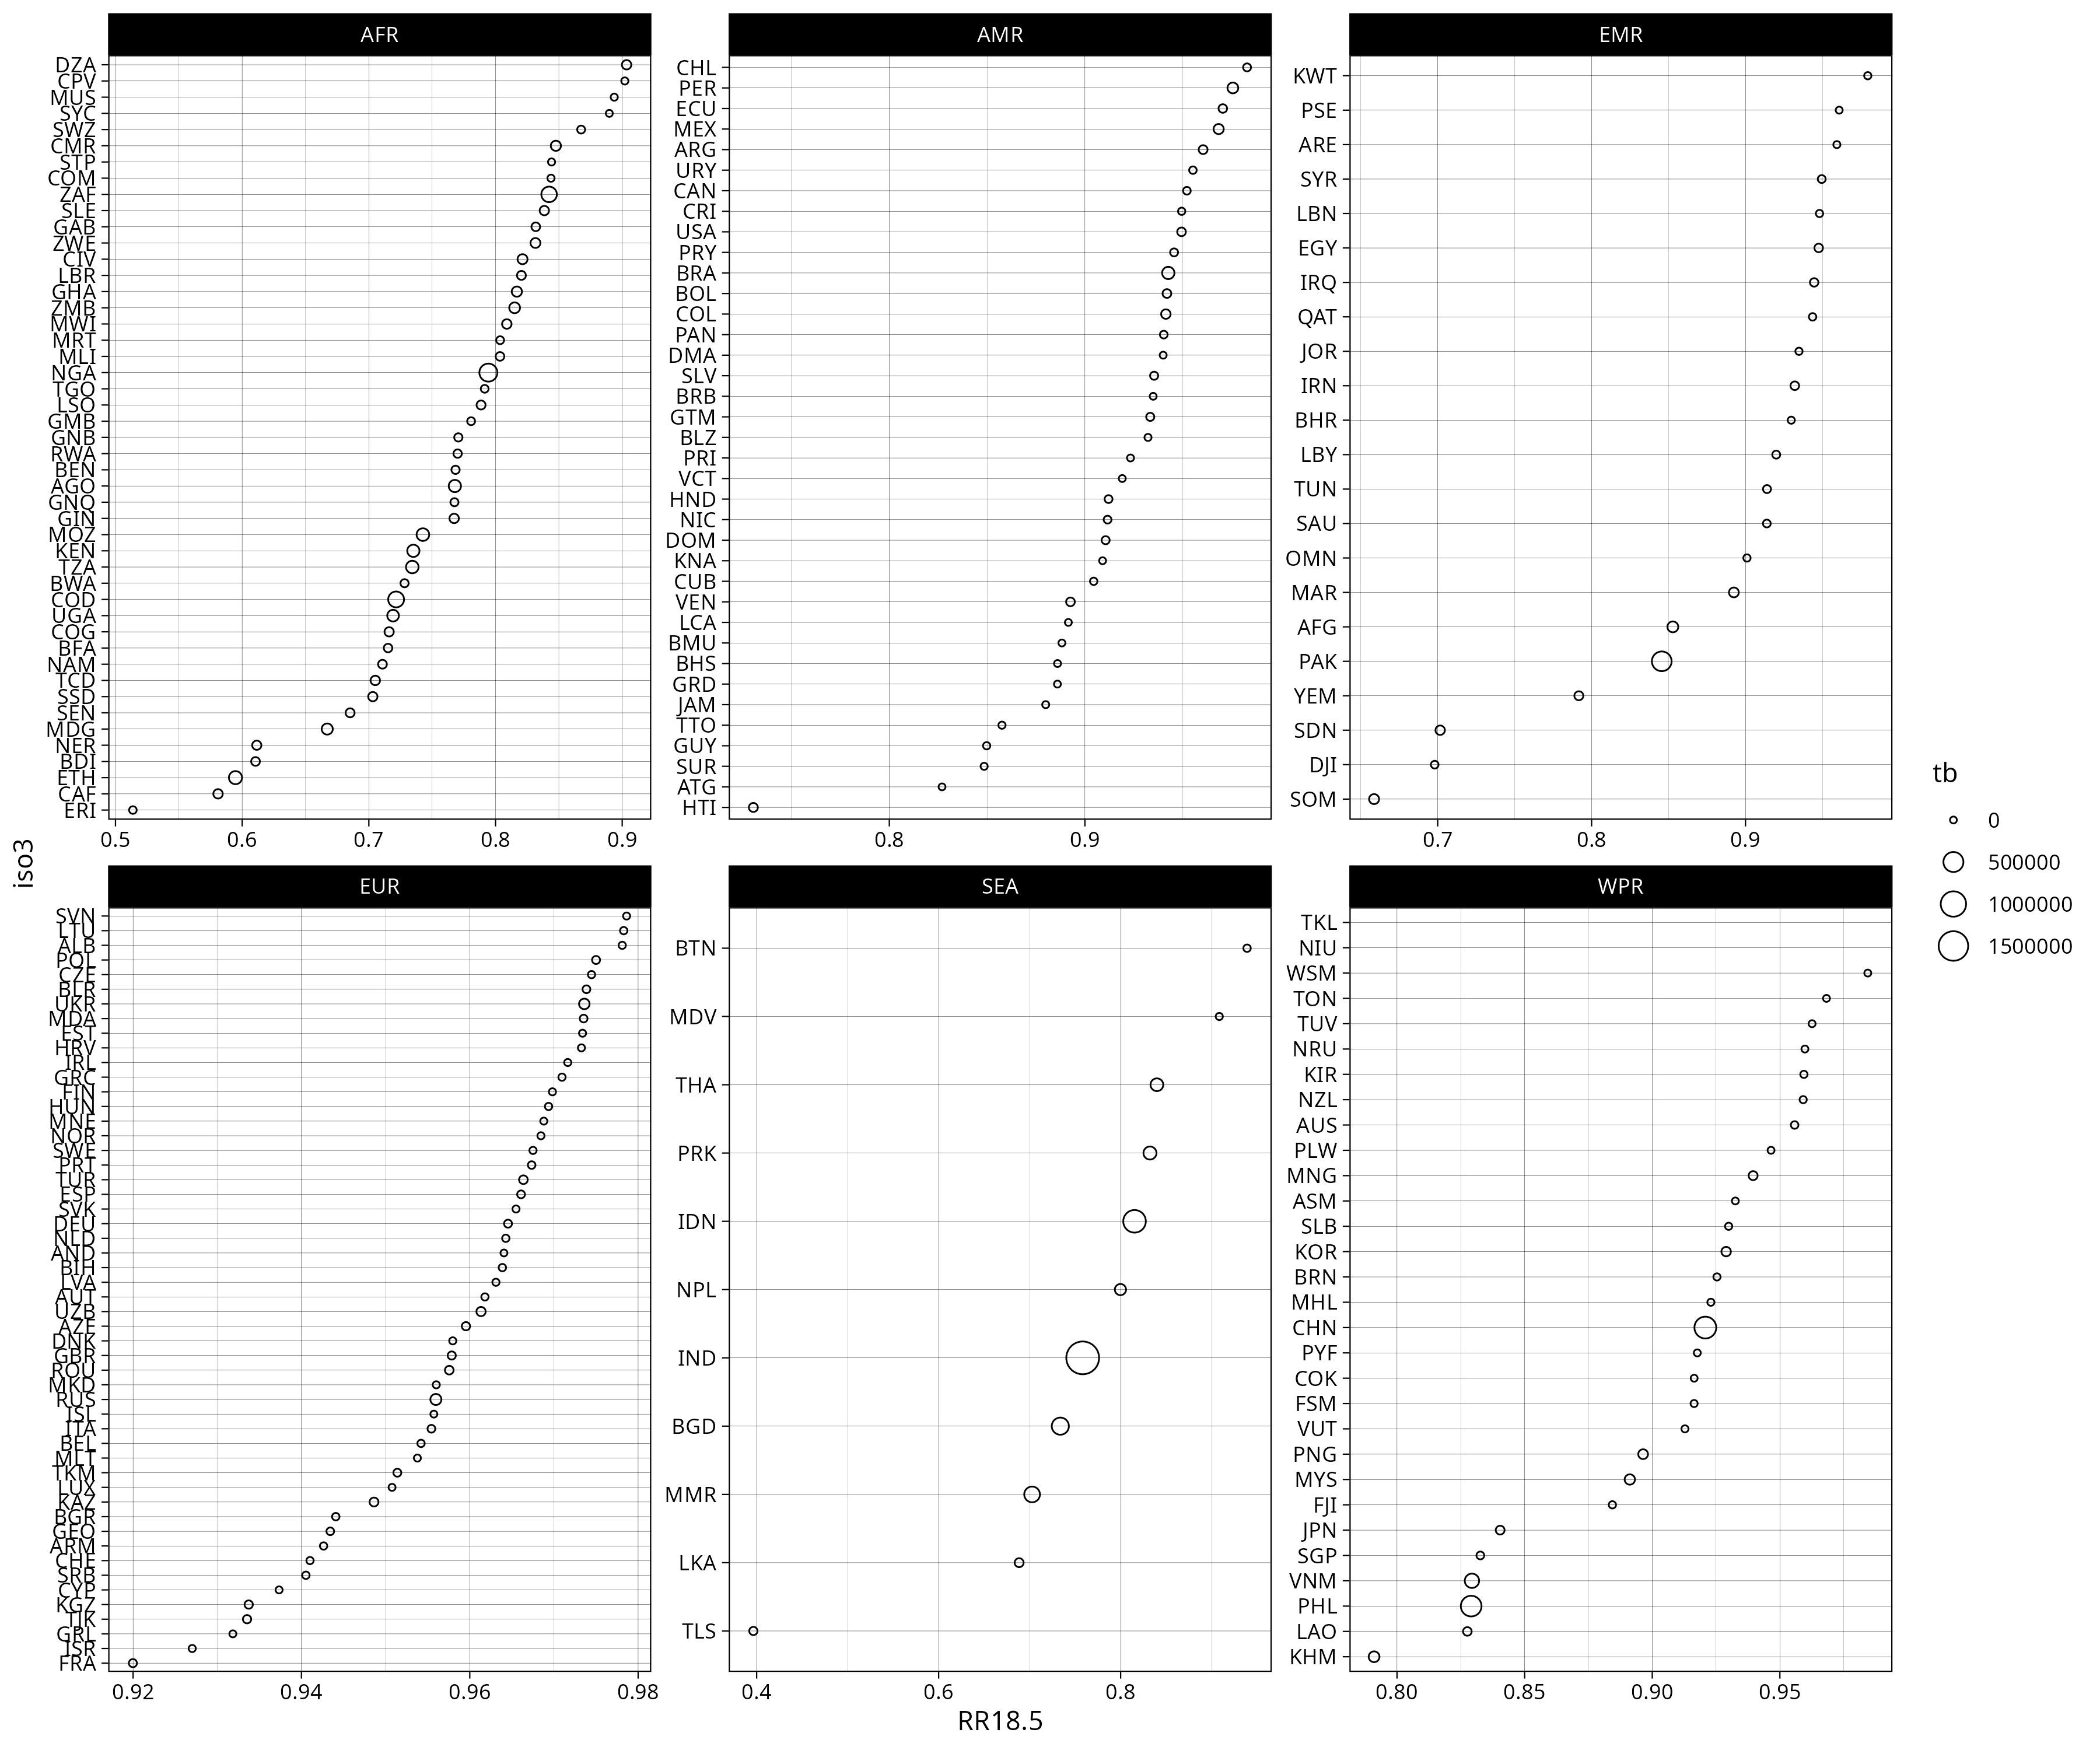 AFR
DZA
CPV
MUS
SYC
SWZ
CMR
STP
COM
ZAF
SLE
GAB
ZWE
CIV
LBR
GHA
ZMB
MWI
MRT
MLI
NGA
TGO
LSO
GMB
GNB
RWA
BEN
AGO
GNQ
GIN
MOZ
KEN
TZA
BWA
COD
UGA
COG
BFA
NAM
TCD
SSD
SEN
MDG
NER
BDI
ETH
CAF
ERI
0.5 0.6 0.7 0.8 0.9
AMR
CHL
PER
ECU
MEX
ARG
URY
CAN
CRI
USA
PRY
BRA
BOL
COL
PAN
DMA
SLV
BRB
GTM
BLZ
PRI
VCT
HND
NIC
DOM
KNA
CUB
VEN
LCA
BMU
BHS
GRD
JAM
TTO
GUY
SUR
ATG
HTI
0.8 0.9
EMR
KWT
PSE
ARE
SYR
LBN
EGY
IRQ
QAT
JOR
IRN
BHR
LBY
TUN
SAU
OMN
MAR
AFG
PAK
YEM
SDN
DJI
SOM
0.7 0.8 0.9
EUR
SVN
LTU
ALB
POL
CZE
BLR
UKR
MDA
EST
HRV
IRL
GRC
FIN
HUN
MNE
NOR
SWE
PRT
TUR
ESP
SVK
DEU
NLD
AND
BIH
LVA
AUT
UZB
AZE
DNK
GBR
ROU
MKD
RUS
ISL
ITA
BEL
MLT
TKM
LUX
KAZ
BGR
GEO
ARM
CHE
SRB
CYP
KGZ
TJK
GRL
ISR
FRA
0.92 0.94 0.96 0.98
SEA
BTN
MDV
THA
PRK
IDN
NPL
IND
BGD
MMR
LKA
TLS
0.4 0.6 0.8
WPR
TKL
NIU
WSM
TON
TUV
NRU
KIR
NZL
AUS
PLW
MNG
ASM
SLB
KOR
BRN
MHL
CHN
PYF
COK
FSM
VUT
PNG
MYS
FJI
JPN
SGP
VNM
PHL
LAO
KHM
0.80 0.85 0.90 0.95
RR18.5
iso3
tb
0
500000
1000000
1500000